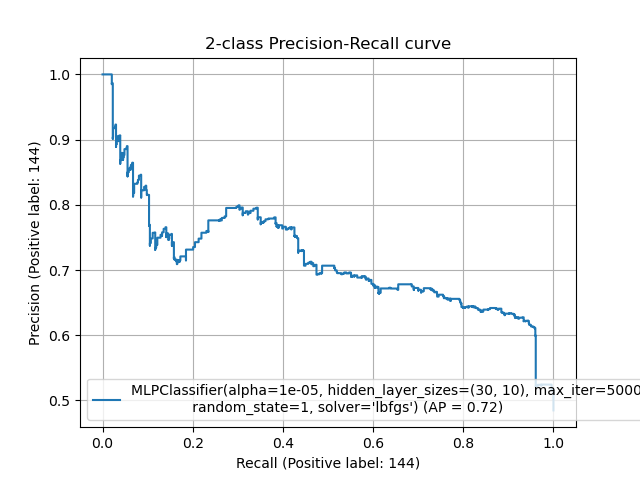 2-class Precision-Recall curve
1.0
0.9
0.8
0.7
0.6
0.5
Precision (Positive label: 144)
MLPClassifier(alpha=1e-05, hidden_layer_sizes=(30, 10), max_iter=5000
random_state=1, solver='lbfgs') (AP = 0.72)
0.0 0.2 0.4 0.6 0.8 1.0
Recall (Positive label: 144)